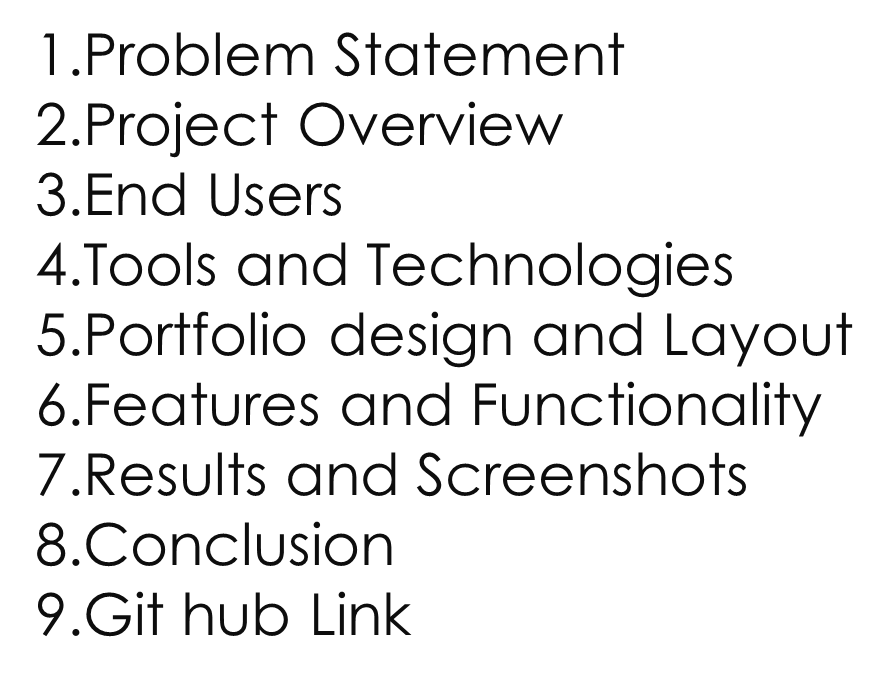 1.Problem Statement
2.Project Overview
3.End Users
4.Tools and Technologies
5.Portfolio design and Layout
6.Features and Functionality
7.Results and Screenshots
8.Conclusion
9.Git hub Link